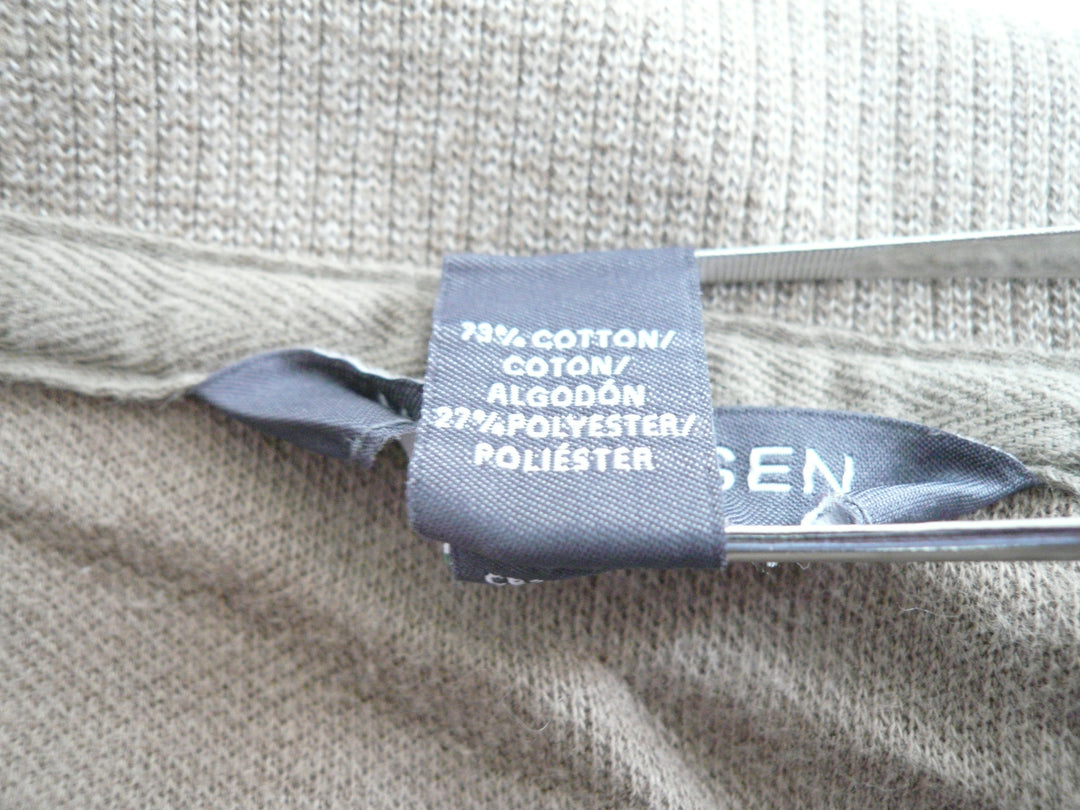 73% COTTON/
COTON/
ALGODÓN
27% POLYESTER/
POLIÉSTER
SEN